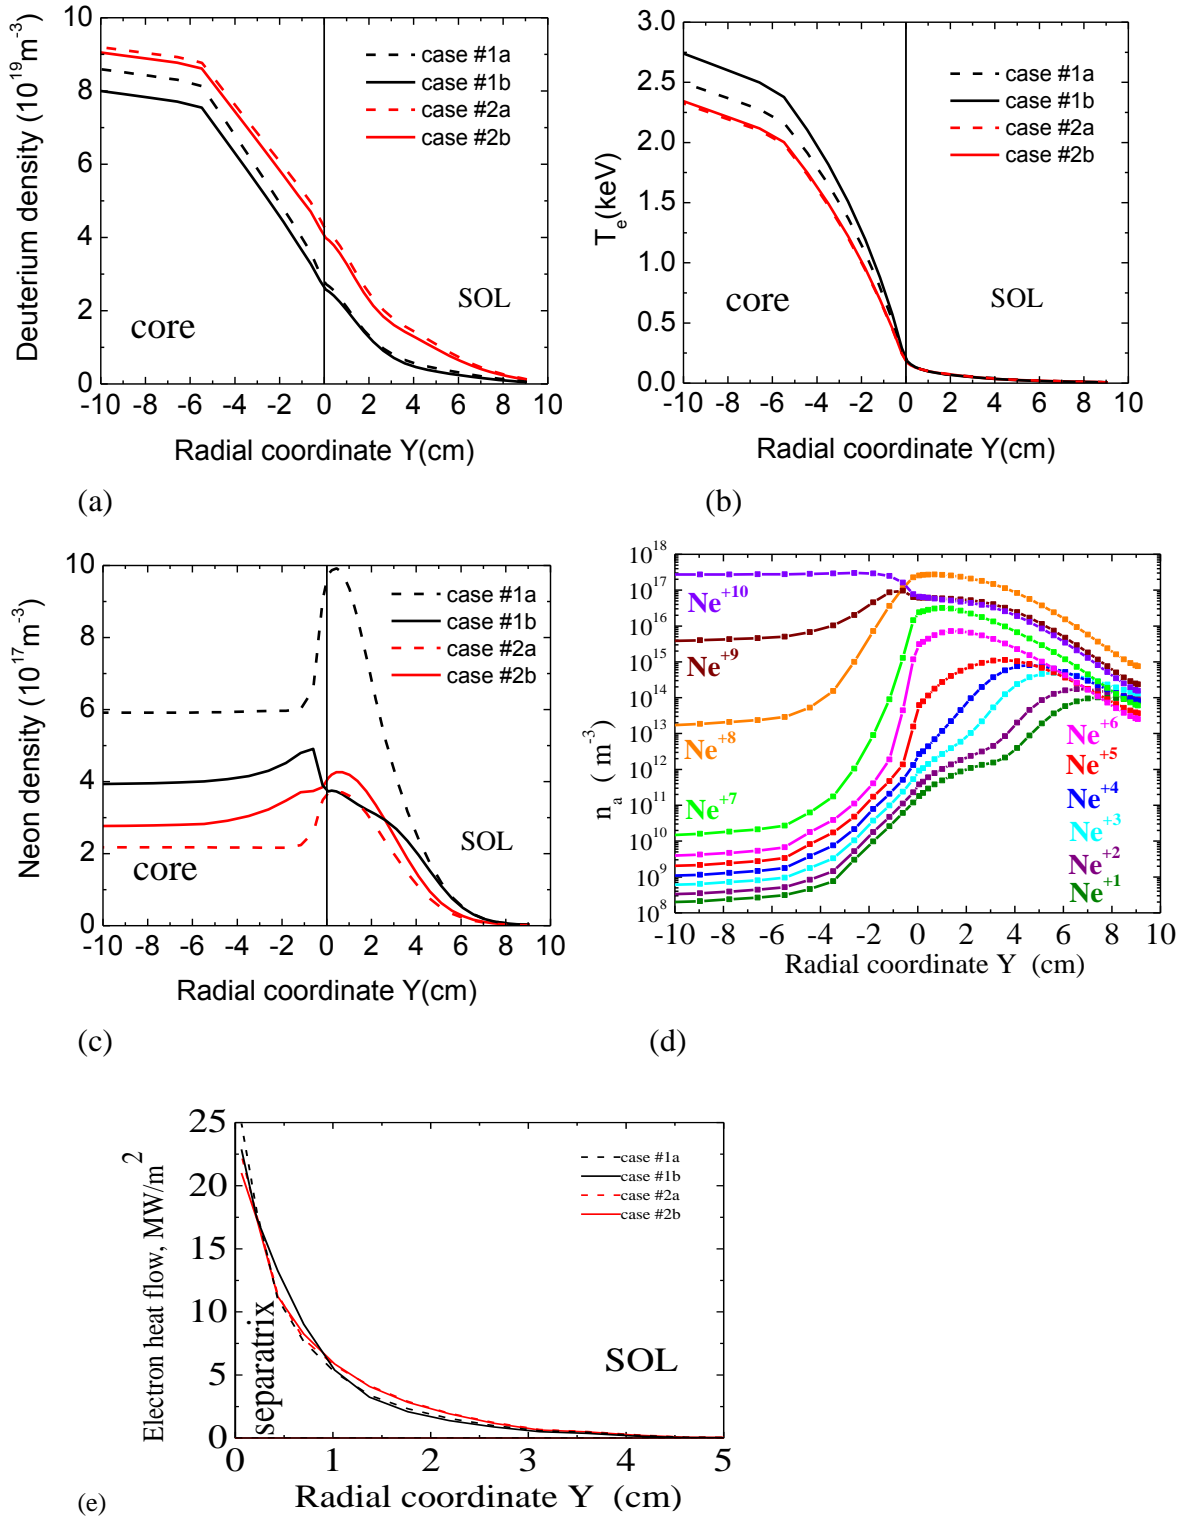 Deuterium density (10^19 m^-3)
10
8
6
4
2
0
case #1a
case #1b
case #2a
case #2b
core
SOL
-10 -8 -6 -4 -2 0 2 4 6 8 10
Radial coordinate Y(cm)
(a)
T_e(keV)
3.0
2.5
2.0
1.5
1.0
0.5
0.0
case #1a
case #1b
case #2a
case #2b
core
SOL
-10 -8 -6 -4 -2 0 2 4 6 8 10
Radial coordinate Y(cm)
(b)
Neon density (10^17 m^-3)
10
8
6
4
2
0
case #1a
case #1b
case #2a
case #2b
core
SOL
-10 -8 -6 -4 -2 0 2 4 6 8 10
Radial coordinate Y(cm)
(c)
n_a ( m^-3)
10^18
10^17
10^16
10^15
10^14
10^13
10^12
10^11
10^10
10^9
10^8
Ne^+10
Ne^+9
Ne^+8
Ne^+7
Ne^+6
Ne^+5
Ne^+4
Ne^+3
Ne^+2
Ne^+1
-10 -8 -6 -4 -2 0 2 4 6 8 10
Radial coordinate Y (cm)
(d)
Electron heat flow, MW/m^2
25
20
15
10
5
0
case #1a
case #1b
case #2a
case #2b
separatrix
SOL
0 1 2 3 4 5
Radial coordinate Y (cm)
(e)